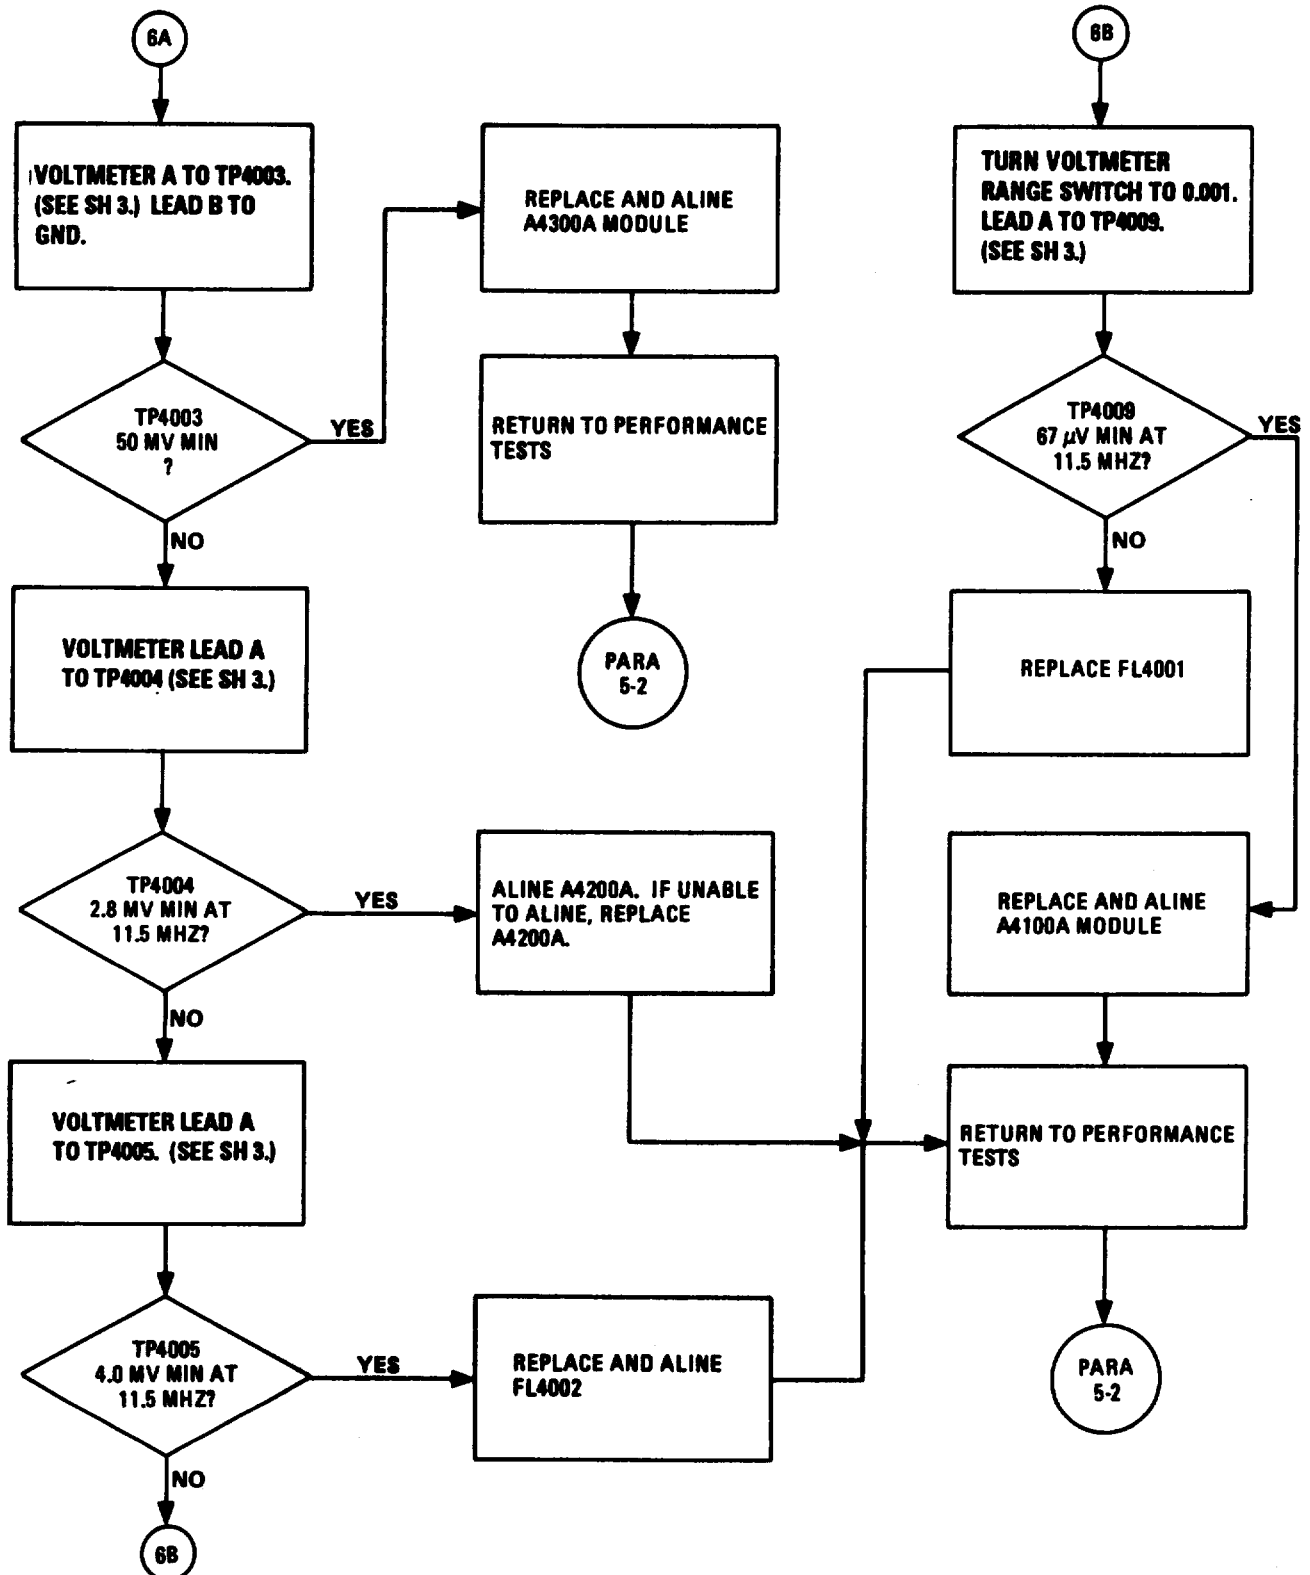 6A
VOLTMETER A TO TP4003.
(SEE SH 3.) LEAD B TO
GND.
TP4003
50 MV MIN
?
YES
NO
REPLACE AND ALINE
A4300A MODULE
RETURN TO PERFORMANCE
TESTS
PARA
5-2
VOLTMETER LEAD A
TO TP4004 (SEE SH 3.)
TP4004
2.8 MV MIN AT
11.5 MHZ?
YES
NO
ALINE A4200A. IF UNABLE
TO ALINE, REPLACE
A4200A.
VOLTMETER LEAD A
TO TP4005. (SEE SH 3.)
TP4005
4.0 MV MIN AT
11.5 MHZ?
YES
NO
REPLACE AND ALINE
FL4002
6B
6B
TURN VOLTMETER
RANGE SWITCH TO 0.001.
LEAD A TO TP4009.
(SEE SH 3.)
TP4009
67 µV MIN AT
11.5 MHZ?
YES
NO
REPLACE FL4001
REPLACE AND ALINE
A4100A MODULE
RETURN TO PERFORMANCE
TESTS
PARA
5-2